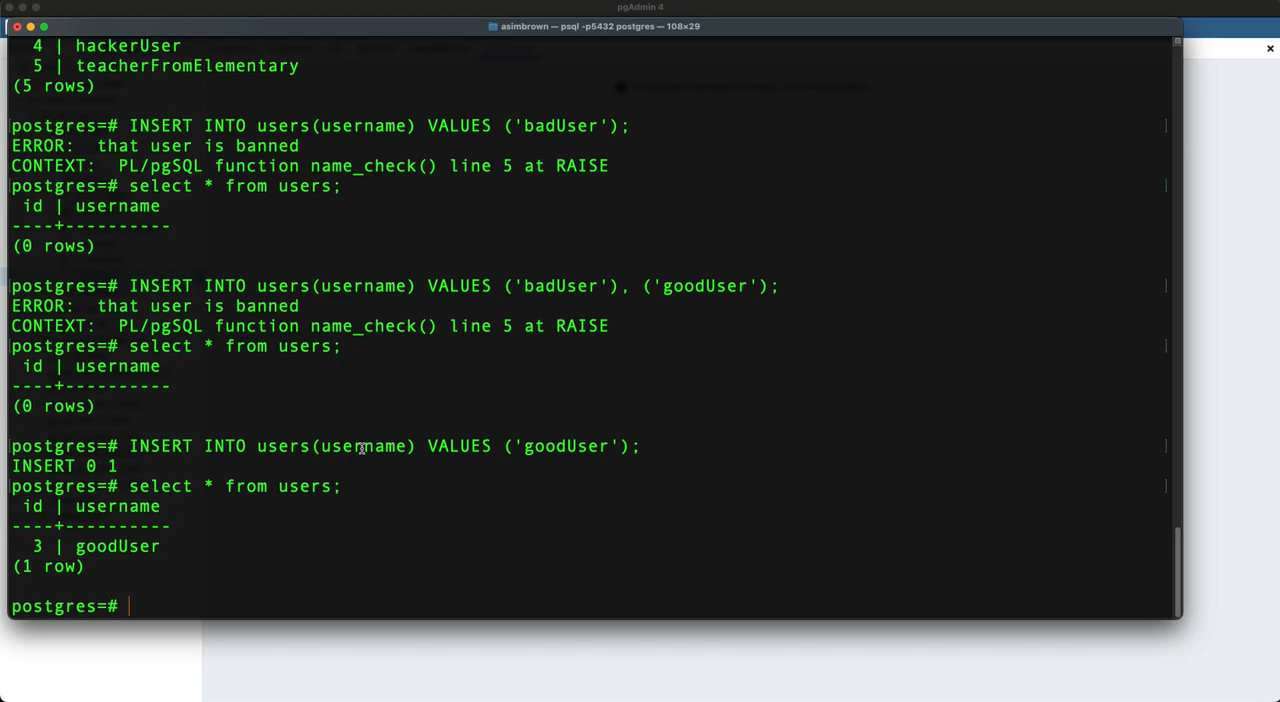 pgAdmin 4
asimbrown — psql -p5432 postgres — 108×29
4 | hackerUser
5 | teacherFromElementary
(5 rows)
postgres=# INSERT INTO users(username) VALUES ('badUser');
ERROR:  that user is banned
CONTEXT:  PL/pgSQL function name_check() line 5 at RAISE
postgres=# select * from users;
id | username
----+----------
(0 rows)
postgres=# INSERT INTO users(username) VALUES ('badUser'), ('goodUser');
ERROR:  that user is banned
CONTEXT:  PL/pgSQL function name_check() line 5 at RAISE
postgres=# select * from users;
id | username
----+----------
(0 rows)
postgres=# INSERT INTO users(username) VALUES ('goodUser');
INSERT 0 1
postgres=# select * from users;
id | username
----+----------
3 | goodUser
(1 row)
postgres=#